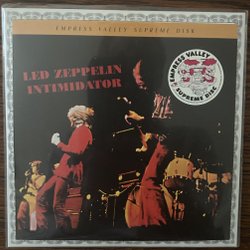 EMPRESS VALLEY SUPREME DISK
LED ZEPPELIN
INTIMIDATOR
EMPRESS VALLEY
SUPREME DISC